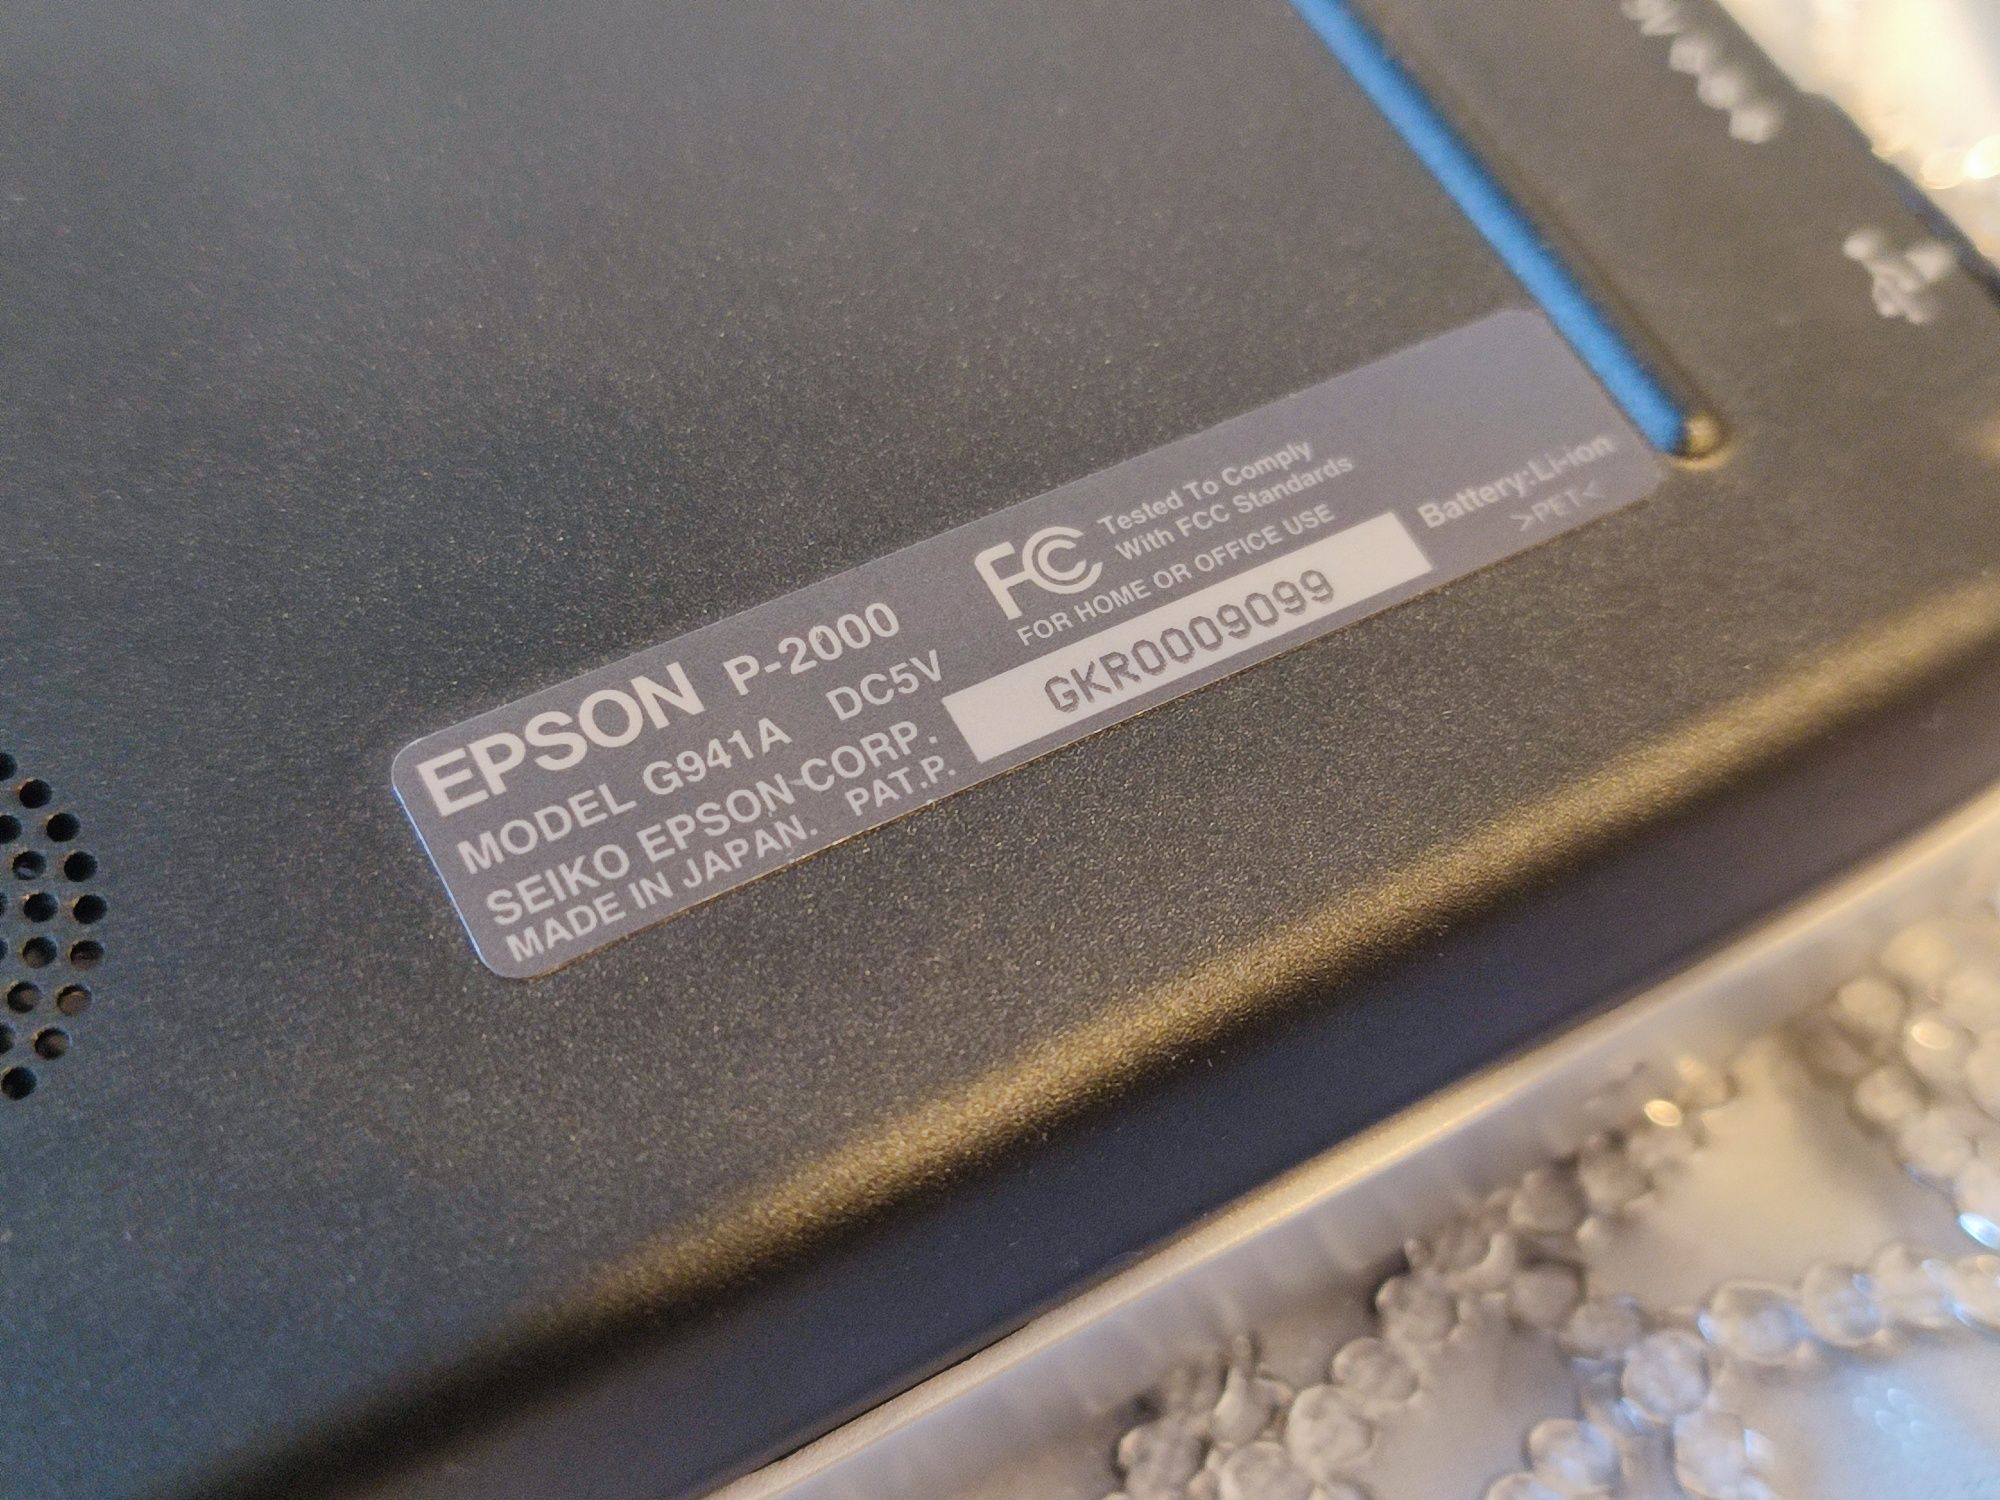 EPSON P-2000
MODEL G941A DC5V
SEIKO EPSON CORP.
MADE IN JAPAN. PAT.P.
FC Tested To Comply
With FCC Standards
FOR HOME OR OFFICE USE
GKR0009099
Battery:Li-ion
>PET<